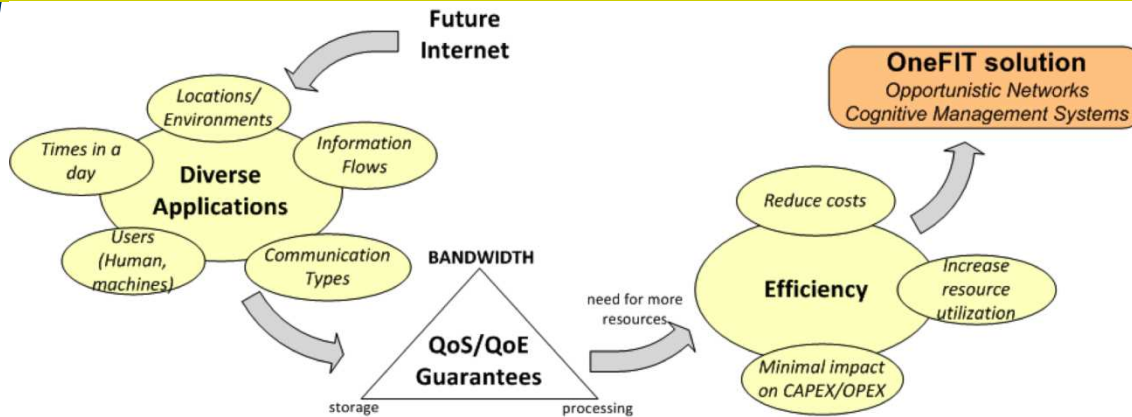 Future
Internet
Locations/
Environments
Times in a
day
Information
Flows
Diverse
Applications
Users
(Human,
machines)
Communication
Types
BANDWIDTH
QoS/QoE
Guarantees
storage
processing
need for more
resources
Reduce costs
Efficiency
Increase
resource
utilization
Minimal impact
on CAPEX/OPEX
OneFIT solution
Opportunistic Networks
Cognitive Management Systems